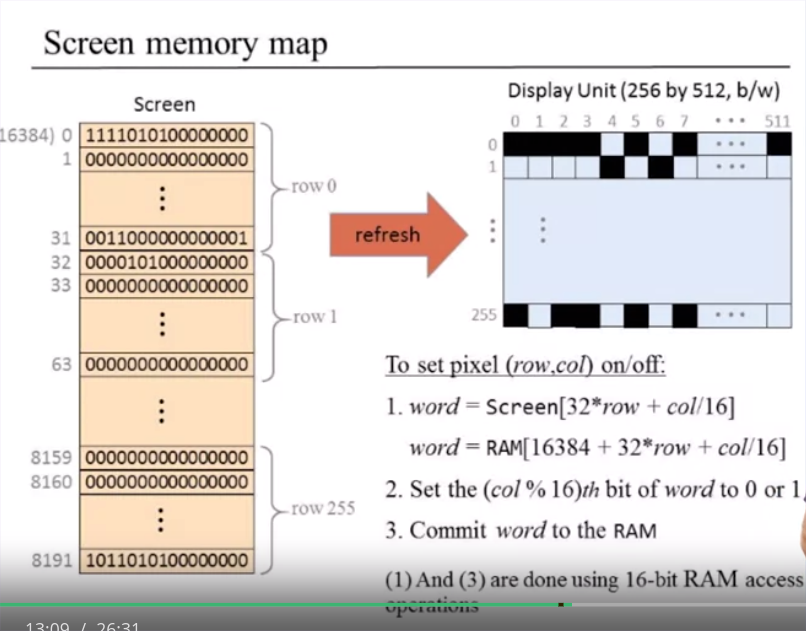 Screen memory map
Screen
16384) 0 1111010100000000
1 0000000000000000
⋮
31 0011000000000001
row 0
32 0000101000000000
33 0000000000000000
⋮
63 0000000000000000
row 1
⋮
8159 0000000000000000
8160 0000000000000000
⋮
8191 1011010100000000
row 255
refresh
Display Unit (256 by 512, b/w)
0 1 2 3 4 5 6 7 ••• 511
0 •••
1 •••
⋮ ⋮
255 •••
To set pixel (row,col) on/off:
1. word = Screen[32*row + col/16]
word = RAM[16384 + 32*row + col/16]
2. Set the (col % 16)th bit of word to 0 or 1
3. Commit word to the RAM
(1) And (3) are done using 16-bit RAM access
operations
13:09 / 26:31